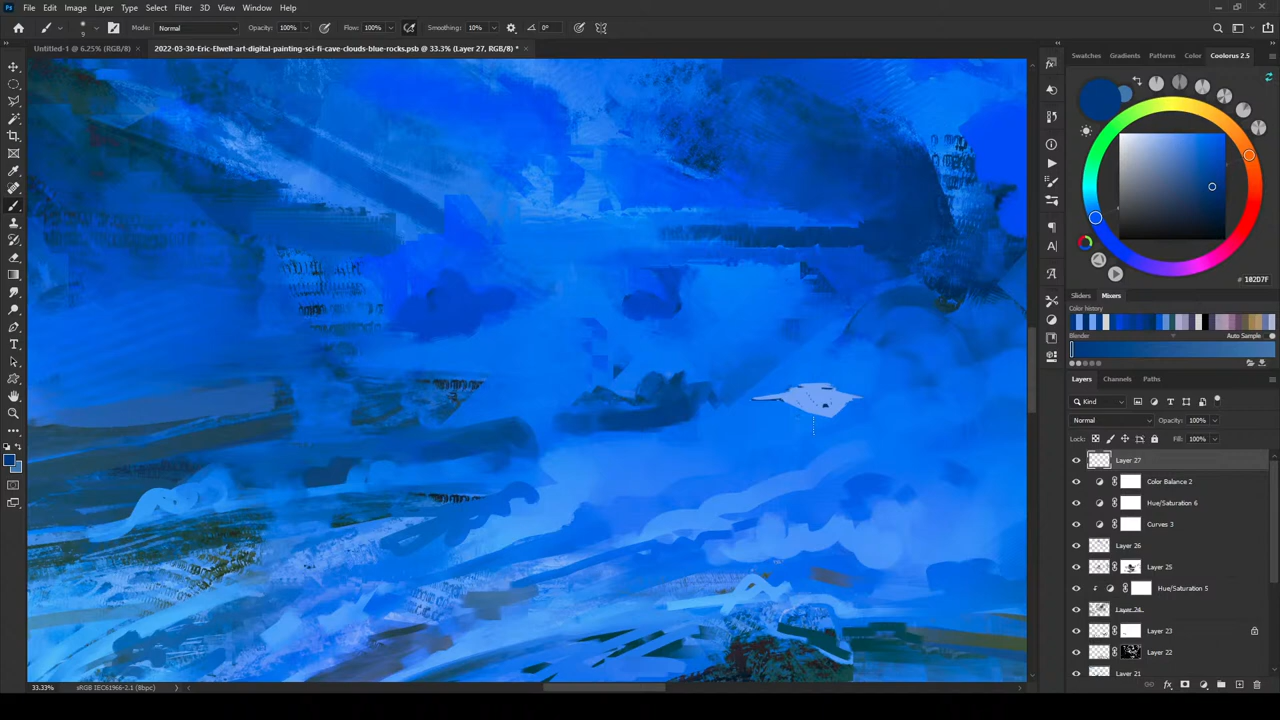 Ps File Edit Image Layer Type Select Filter 3D View Window Help
9 Mode: Normal Opacity: 100% Flow: 100% Smoothing: 10% 0°
Untitled-1 @ 6.25% (RGB/8) × 2022-03-30-Eric-Elwell-art-digital-painting-sci-fi-cave-clouds-blue-rocks.psb @ 33.3% (Layer 27, RGB/8) * ×
Swatches Gradients Patterns Color Coolorus 2.5
# 102D7F
Sliders Mixers
Color history
Blender Auto Sample
Layers Channels Paths
Kind
Normal Opacity: 100%
Lock: Fill: 100%
Layer 27
Color Balance 2
Hue/Saturation 6
Curves 3
Layer 26
Layer 25
Hue/Saturation 5
Layer 24
Layer 23
Layer 22
Layer 21
33.33% sRGB IEC61966-2.1 (8bpc)